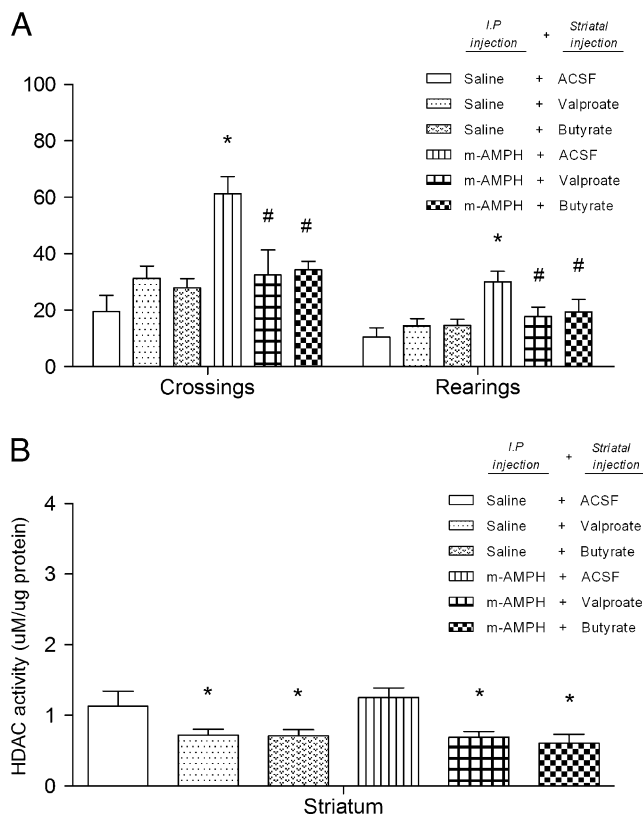 A
I.P injection + Striatal injection
Saline + ACSF
Saline + Valproate
Saline + Butyrate
m-AMPH + ACSF
m-AMPH + Valproate
m-AMPH + Butyrate
100
80
60
40
20
0
*
#
#
*
#
#
Crossings
Rearings
B
I.P injection + Striatal injection
Saline + ACSF
Saline + Valproate
Saline + Butyrate
m-AMPH + ACSF
m-AMPH + Valproate
m-AMPH + Butyrate
HDAC activity (uM/ug protein)
4
3
2
1
0
*
*
*
*
Striatum